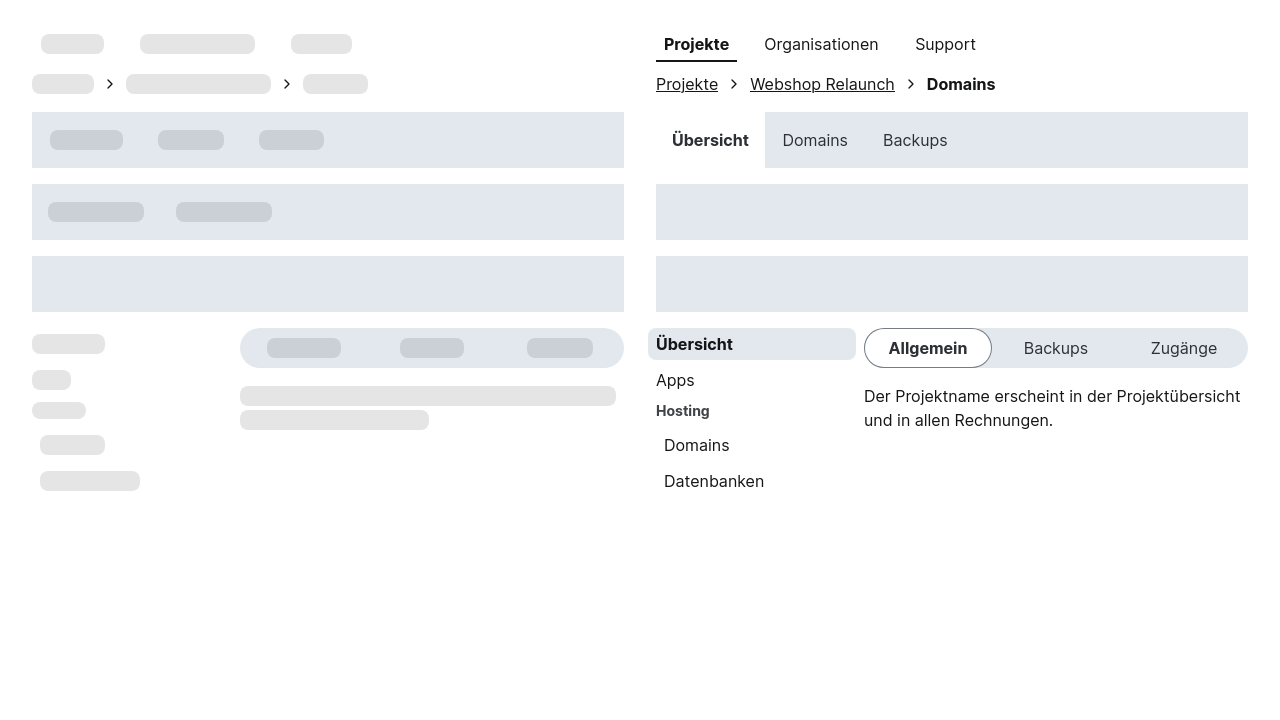 Projekte Organisationen Support
Projekte Webshop Relaunch Domains
Übersicht Domains Backups
Übersicht
Apps
Hosting
Domains
Datenbanken
Allgemein Backups Zugänge
Der Projektname erscheint in der Projektübersicht
und in allen Rechnungen.